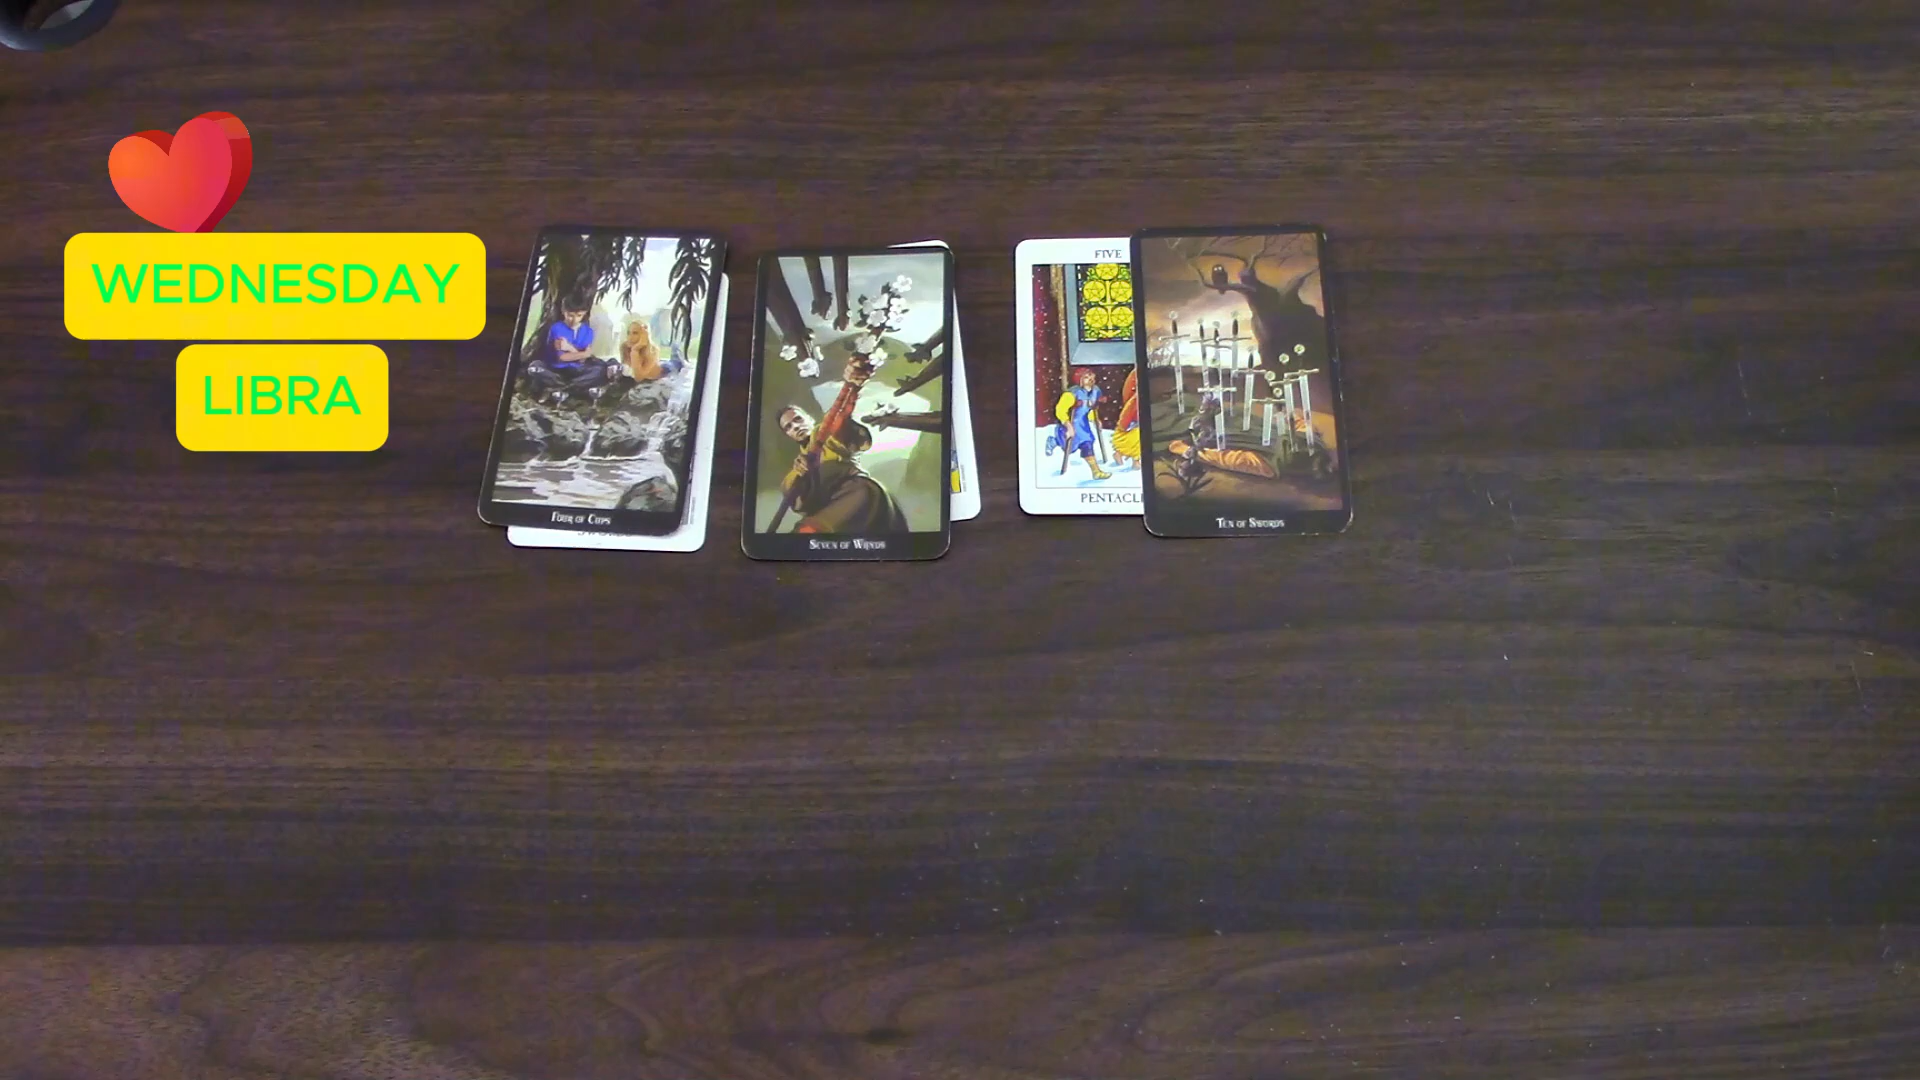 WEDNESDAY
LIBRA
FIVE
PENTACL
Four of Cups
Seven of Wands
Ten of Swords